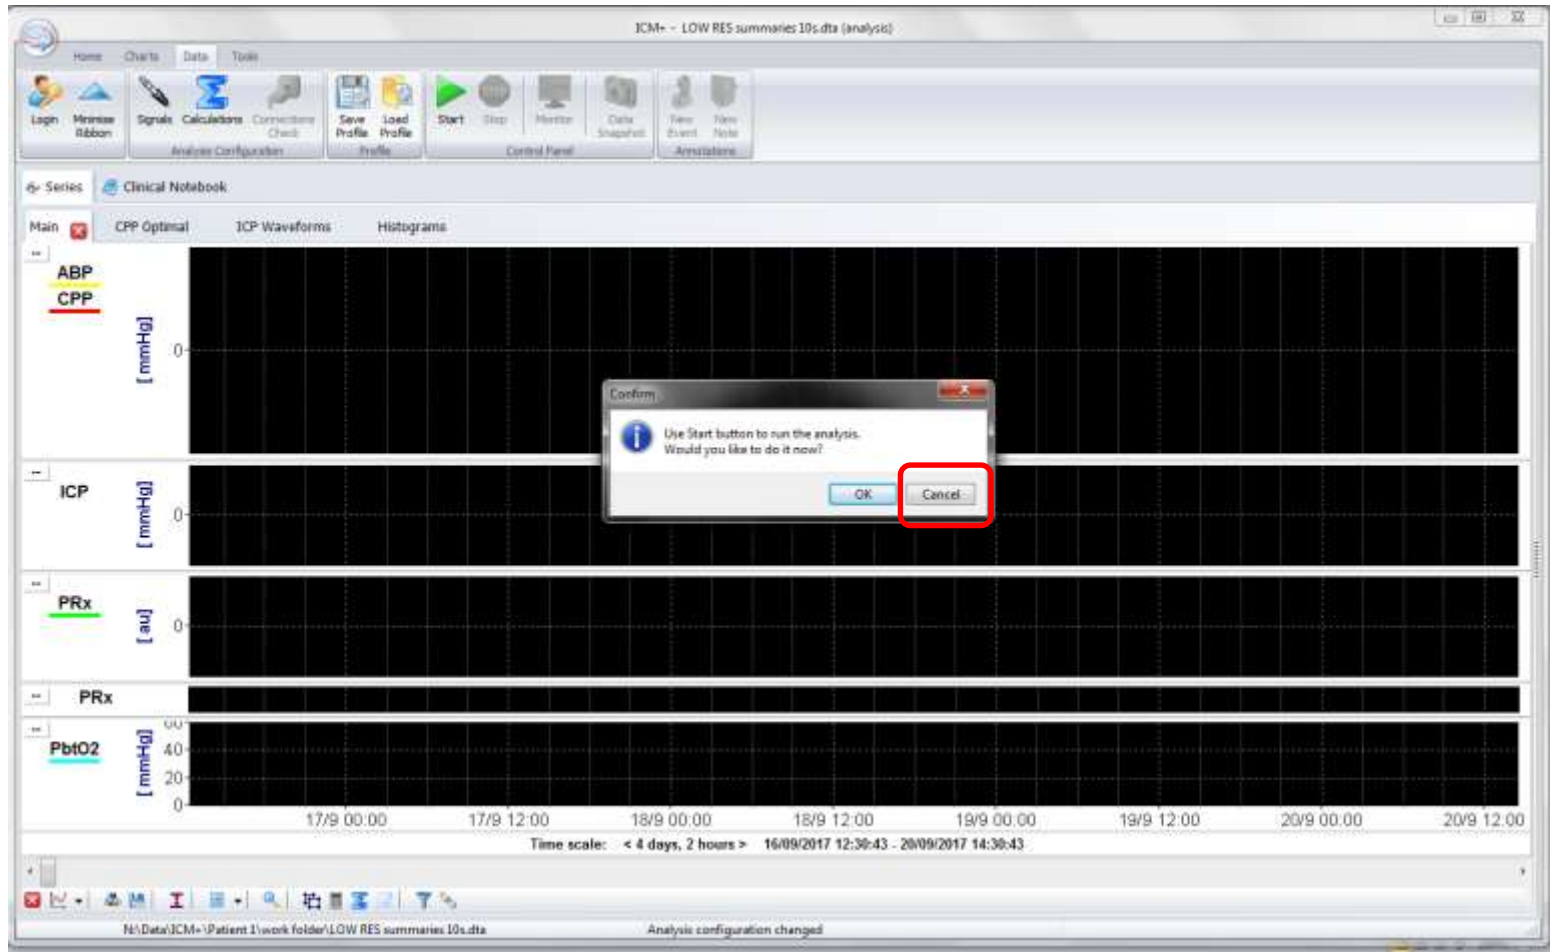 ICM+ - LOW RES summaries 10s.dta (analysis)
Home Charts Data Tools
Login Minimise Ribbon Signals Calculations Connections Check Save Profile Load Profile Start Stop Monitor Data Snapshot New Event New Note
Analysis Configuration Profile Control Panel Annotations
Series Clinical Notebook
Main CPP Optimal ICP Waveforms Histograms
ABP
CPP
[ mmHg]
0
Confirm
Use Start button to run the analysis.
Would you like to do it now?
OK Cancel
ICP
[ mmHg]
0
PRx
[ au]
0
PRx
PbtO2
[ mmHg]
60
40
20
0
17/9 00:00 17/9 12:00 18/9 00:00 18/9 12:00 19/9 00:00 19/9 12:00 20/9 00:00 20/9 12:00
Time scale: < 4 days, 2 hours > 16/09/2017 12:30:43 - 20/09/2017 14:30:43
N:\Data\ICM+\Patient 1\work folder\LOW RES summaries 10s.dta Analysis configuration changed